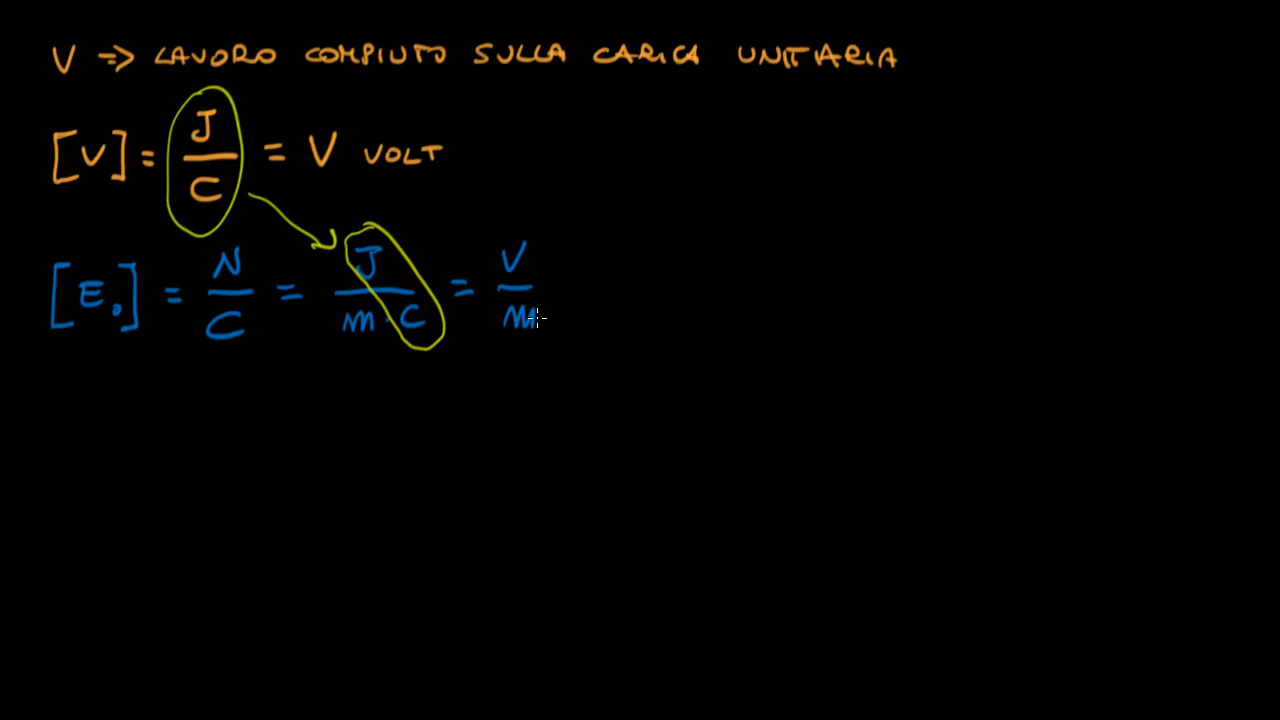 V => LAVORO COMPIUTO SULLA CARICA UNITARIA
[V] = J/C = V VOLT
[E₀] = N/C = J/m·C = V/m